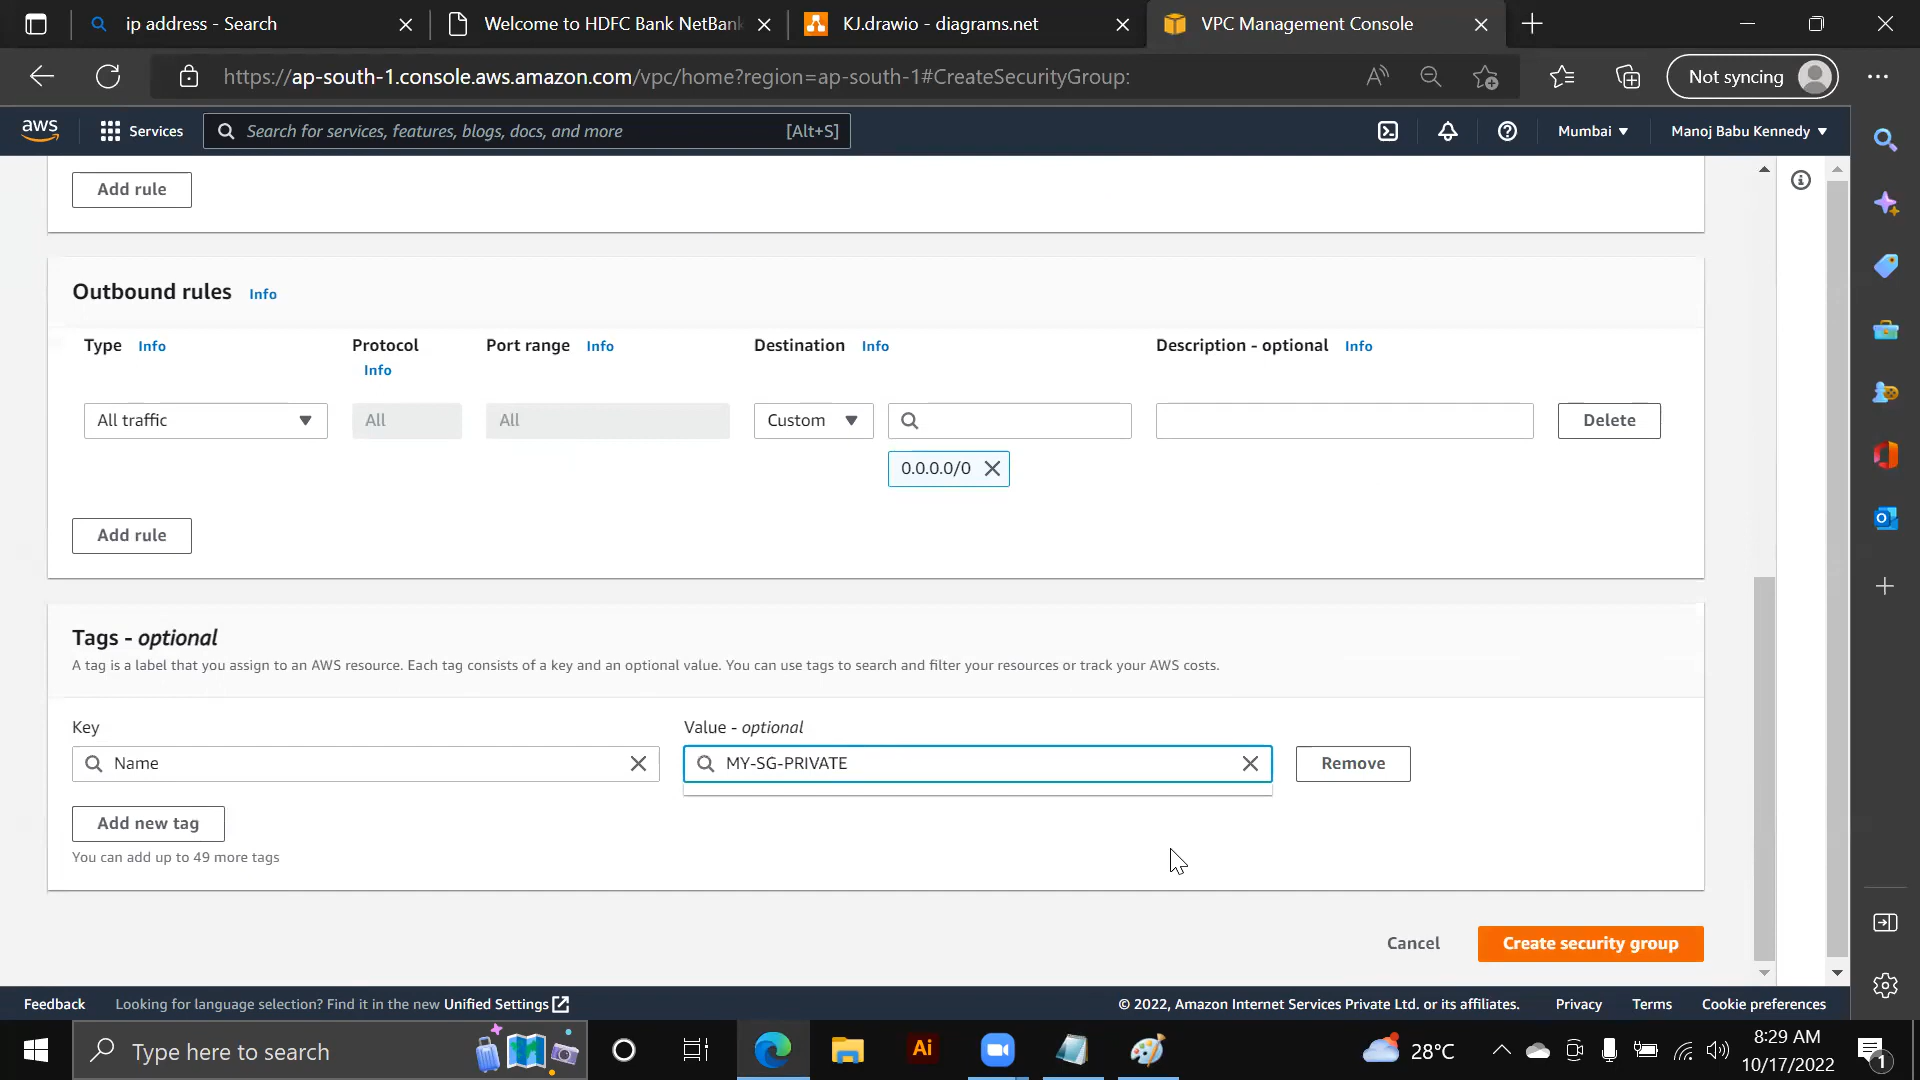 ip address - Search
Welcome to HDFC Bank NetBank
KJ.drawio - diagrams.net
VPC Management Console
https://ap-south-1.console.aws.amazon.com/vpc/home?region=ap-south-1#CreateSecurityGroup:
Not syncing
aws
Services
Search for services, features, blogs, docs, and more
[Alt+S]
Mumbai
Manoj Babu Kennedy
Add rule
Outbound rules Info
Type Info
Protocol Info
Port range Info
Destination Info
Description - optional Info
All traffic
All
All
Custom
Delete
0.0.0.0/0
Add rule
Tags - optional
A tag is a label that you assign to an AWS resource. Each tag consists of a key and an optional value. You can use tags to search and filter your resources or track your AWS costs.
Key
Value - optional
Name
MY-SG-PRIVATE
Remove
Add new tag
You can add up to 49 more tags
Cancel
Create security group
Feedback
Looking for language selection? Find it in the new Unified Settings
© 2022, Amazon Internet Services Private Ltd. or its affiliates.
Privacy
Terms
Cookie preferences
Type here to search
Ai
28°C
8:29 AM
10/17/2022
1